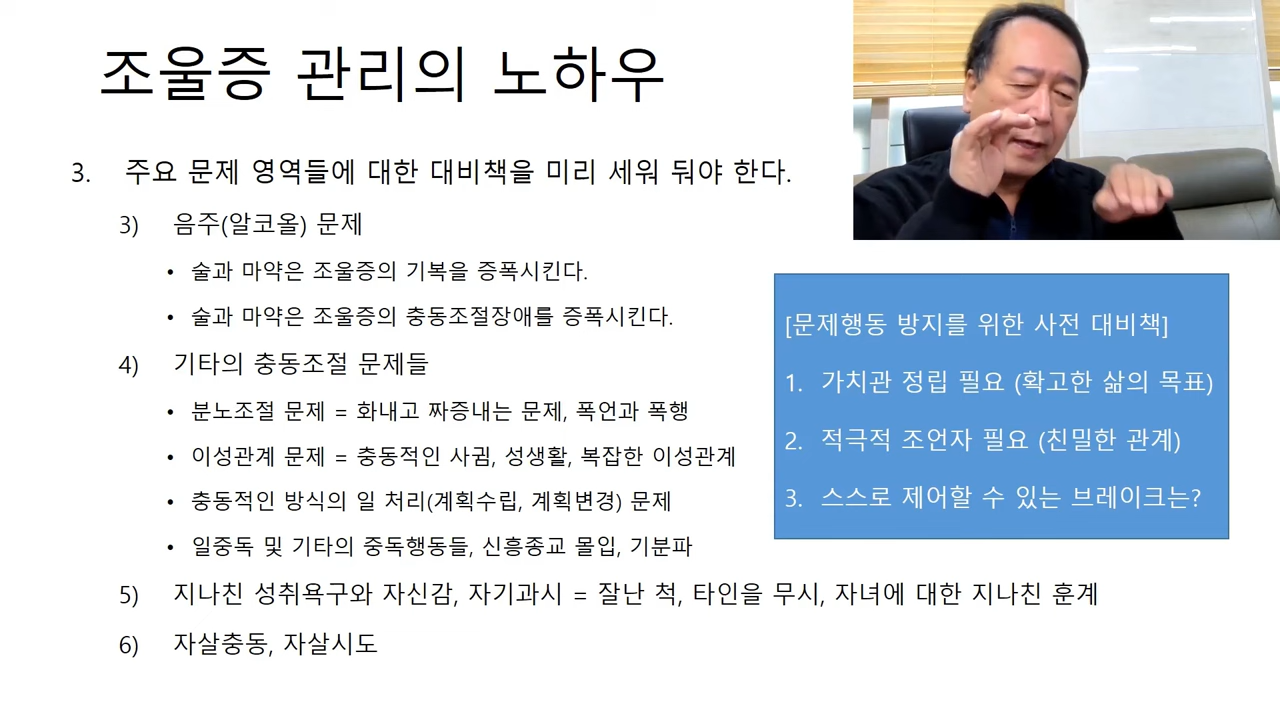 조울증 관리의 노하우
3. 주요 문제 영역들에 대한 대비책을 미리 세워 둬야 한다.
3) 음주(알코올) 문제
• 술과 마약은 조울증의 기복을 증폭시킨다.
• 술과 마약은 조울증의 충동조절장애를 증폭시킨다.
4) 기타의 충동조절 문제들
• 분노조절 문제 = 화내고 짜증내는 문제, 폭언과 폭행
• 이성관계 문제 = 충동적인 사귐, 성생활, 복잡한 이성관계
• 충동적인 방식의 일 처리(계획수립, 계획변경) 문제
• 일중독 및 기타의 중독행동들, 신흥종교 몰입, 기분파
5) 지나친 성취욕구와 자신감, 자기과시 = 잘난 척, 타인을 무시, 자녀에 대한 지나친 훈계
6) 자살충동, 자살시도
[문제행동 방지를 위한 사전 대비책]
1. 가치관 정립 필요 (확고한 삶의 목표)
2. 적극적 조언자 필요 (친밀한 관계)
3. 스스로 제어할 수 있는 브레이크는?